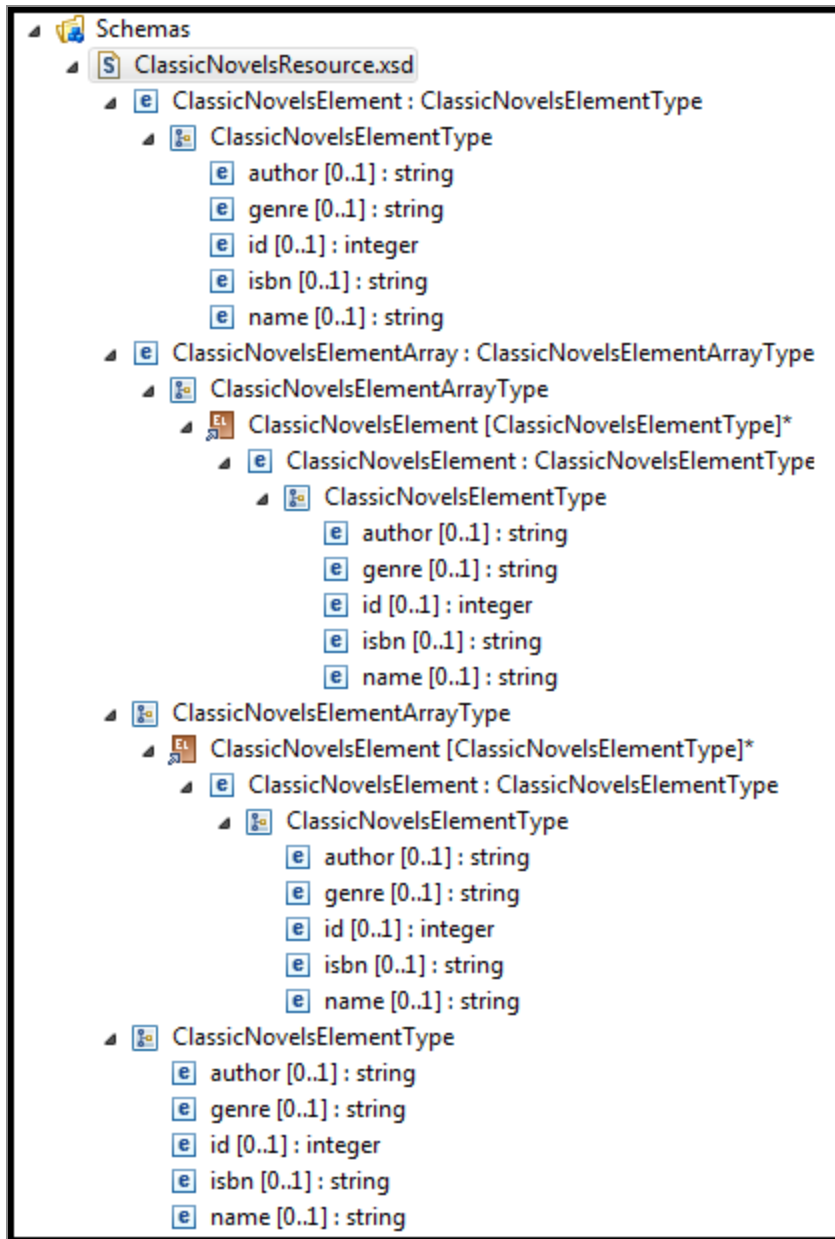 Schemas
ClassicNovelsResource.xsd
ClassicNovelsElement : ClassicNovelsElementType
ClassicNovelsElementType
author [0..1] : string
genre [0..1] : string
id [0..1] : integer
isbn [0..1] : string
name [0..1] : string
ClassicNovelsElementArray : ClassicNovelsElementArrayType
ClassicNovelsElementArrayType
ClassicNovelsElement [ClassicNovelsElementType]*
ClassicNovelsElement : ClassicNovelsElementType
ClassicNovelsElementType
author [0..1] : string
genre [0..1] : string
id [0..1] : integer
isbn [0..1] : string
name [0..1] : string
ClassicNovelsElementArrayType
ClassicNovelsElement [ClassicNovelsElementType]*
ClassicNovelsElement : ClassicNovelsElementType
ClassicNovelsElementType
author [0..1] : string
genre [0..1] : string
id [0..1] : integer
isbn [0..1] : string
name [0..1] : string
ClassicNovelsElementType
author [0..1] : string
genre [0..1] : string
id [0..1] : integer
isbn [0..1] : string
name [0..1] : string